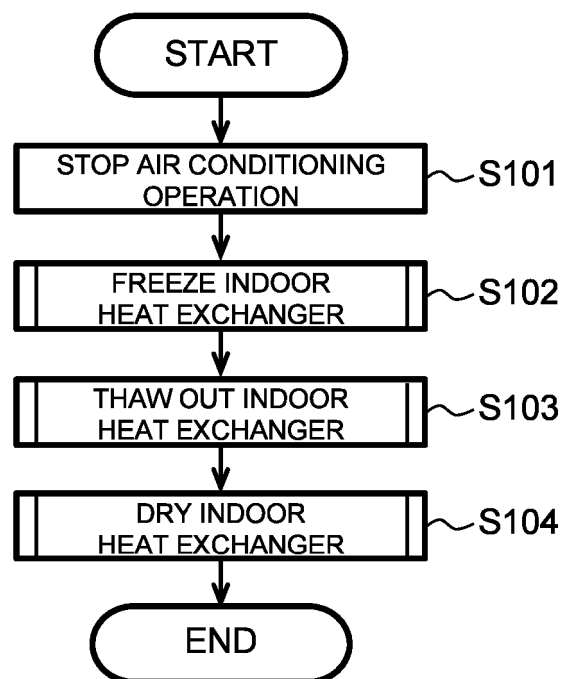 START
STOP AIR CONDITIONING
OPERATION
S101
FREEZE INDOOR
HEAT EXCHANGER
S102
THAW OUT INDOOR
HEAT EXCHANGER
S103
DRY INDOOR
HEAT EXCHANGER
S104
END